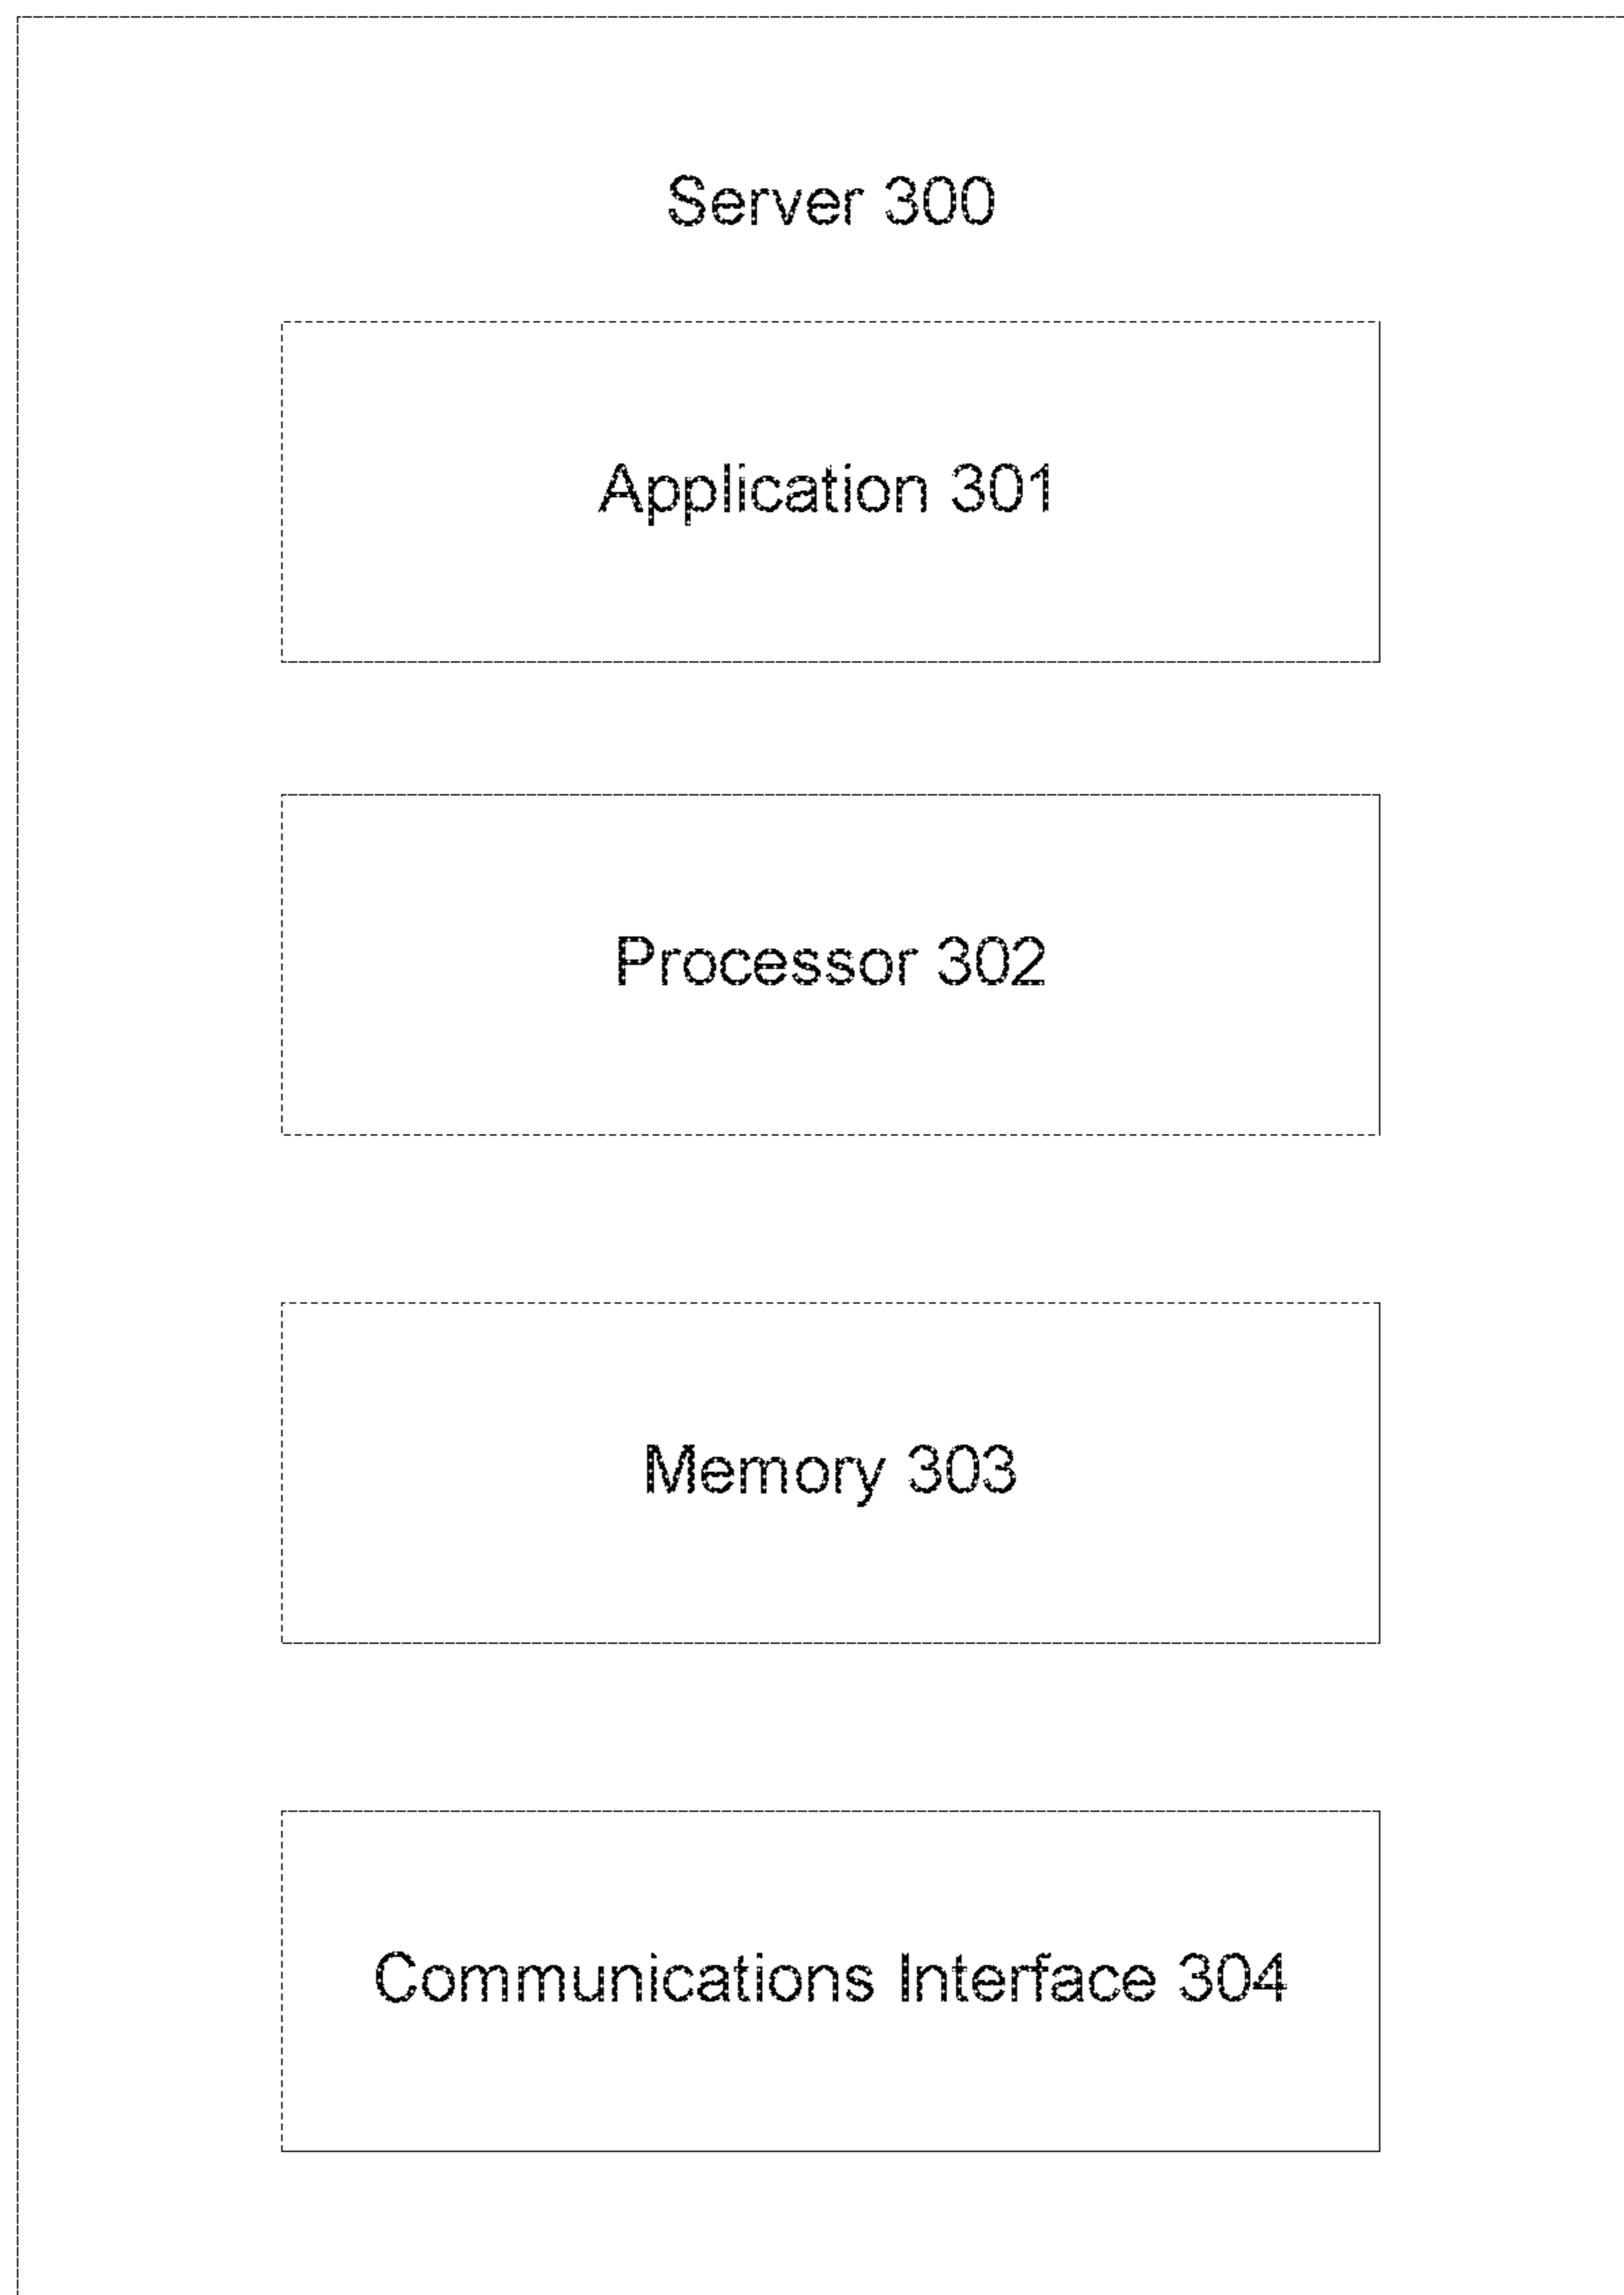 Server 300
Application 301
Processor 302
Memory 303
Communications Interface 304